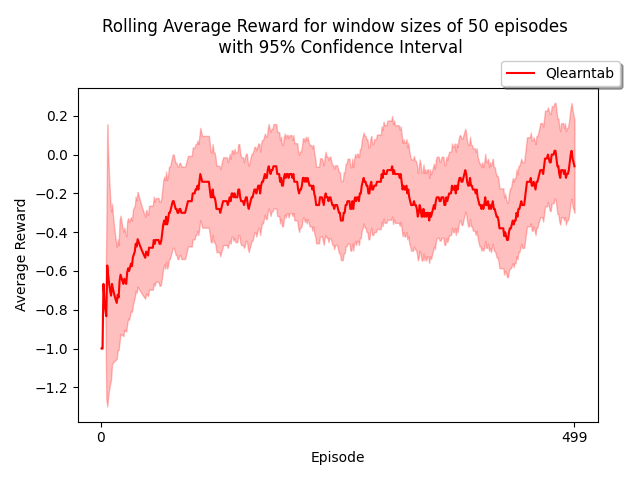 Rolling Average Reward for window sizes of 50 episodes
with 95% Confidence Interval
Qlearntab
0.2
0.0
−0.2
−0.4
−0.6
−0.8
−1.0
−1.2
Average Reward
0
499
Episode